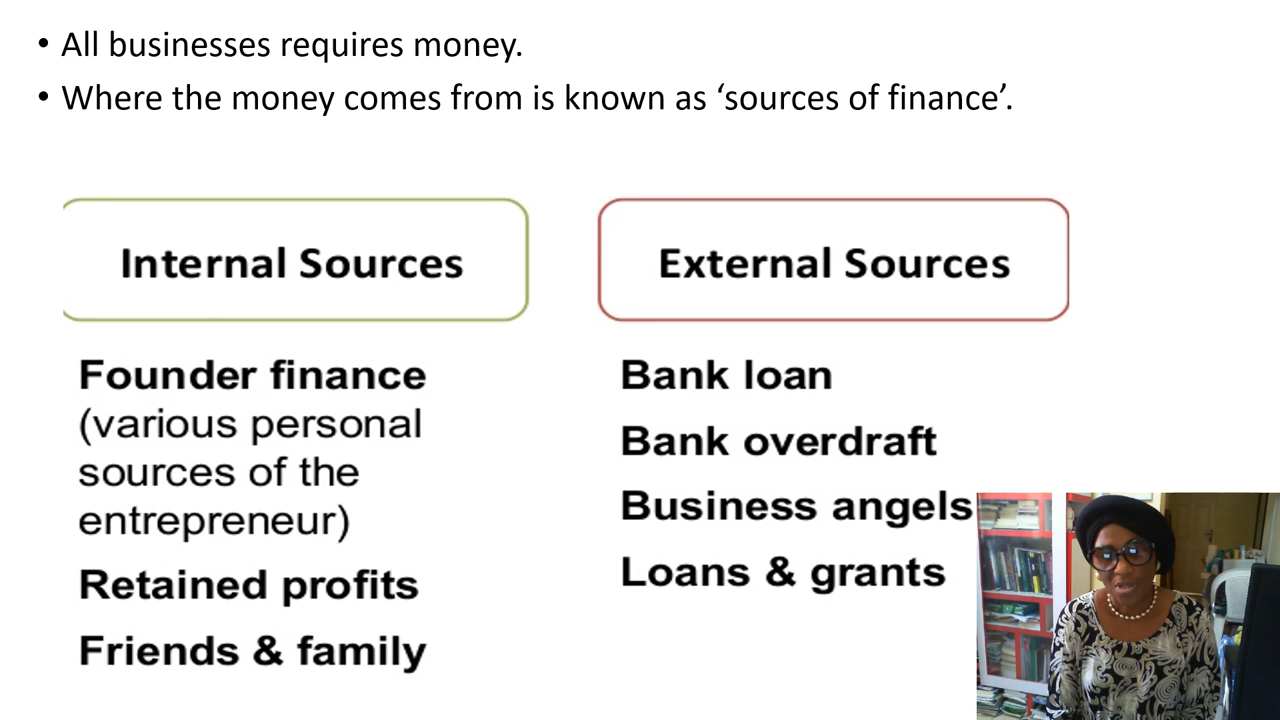 • All businesses requires money.
• Where the money comes from is known as ‘sources of finance’.
Internal Sources
Founder finance
(various personal
sources of the
entrepreneur)
Retained profits
Friends & family
External Sources
Bank loan
Bank overdraft
Business angels
Loans & grants